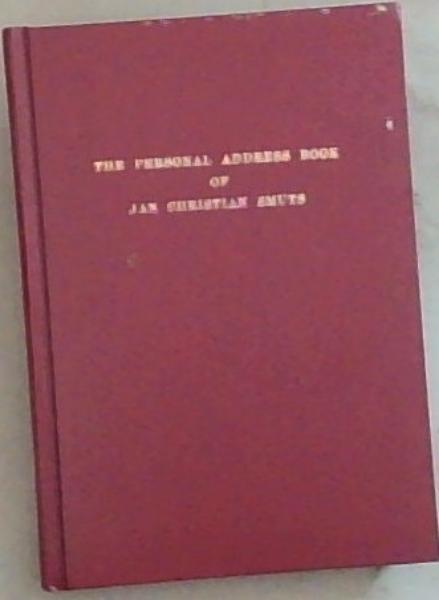 THE PERSONAL ADDRESS BOOK
OF
JAN CHRISTIAN SMUTS